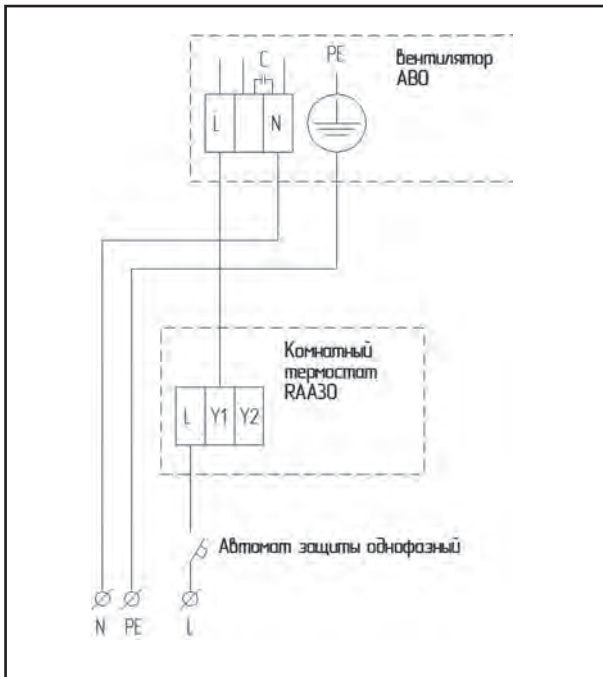 C
PE
Вентилятор
АВО
L
N
Комнатный
термостат
RAA30
L
Y1
Y2
Автомат защиты однофазный
N
PE
L